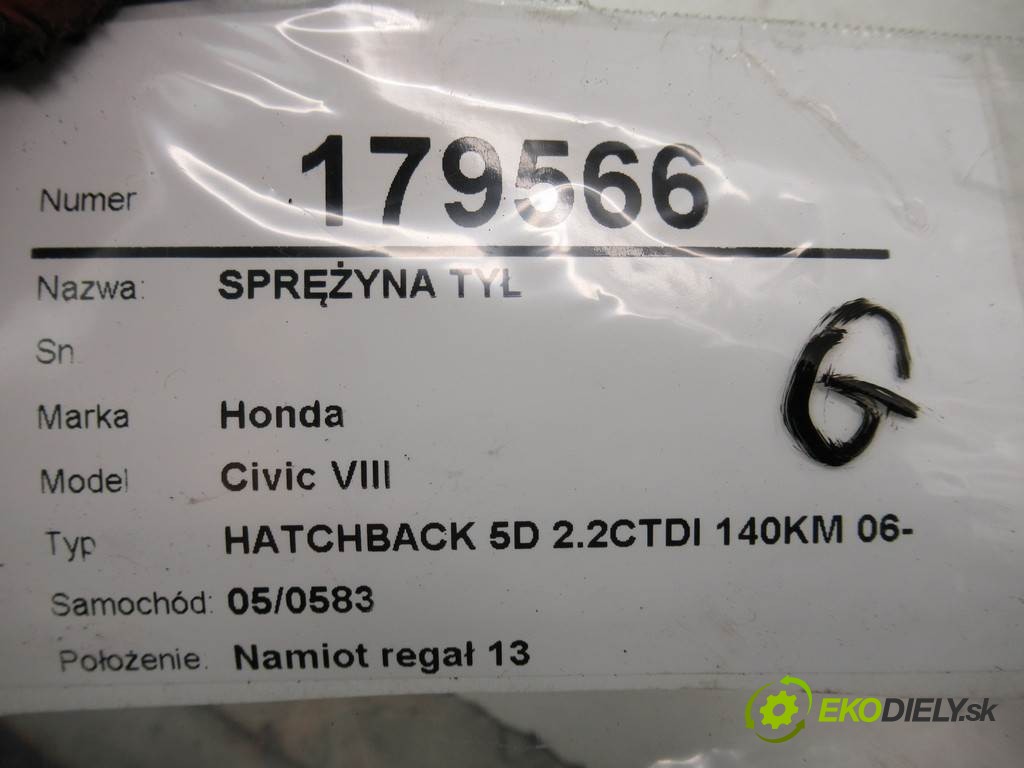 Numer 179566
Nazwa: SPRĘŻYNA TYŁ
Sn.
Marka Honda
Model Civic VIII
Typ HATCHBACK 5D 2.2CTDI 140KM 06-
Samochód: 05/0583
Położenie. Namiot regał 13
G
EKODIELY.sk